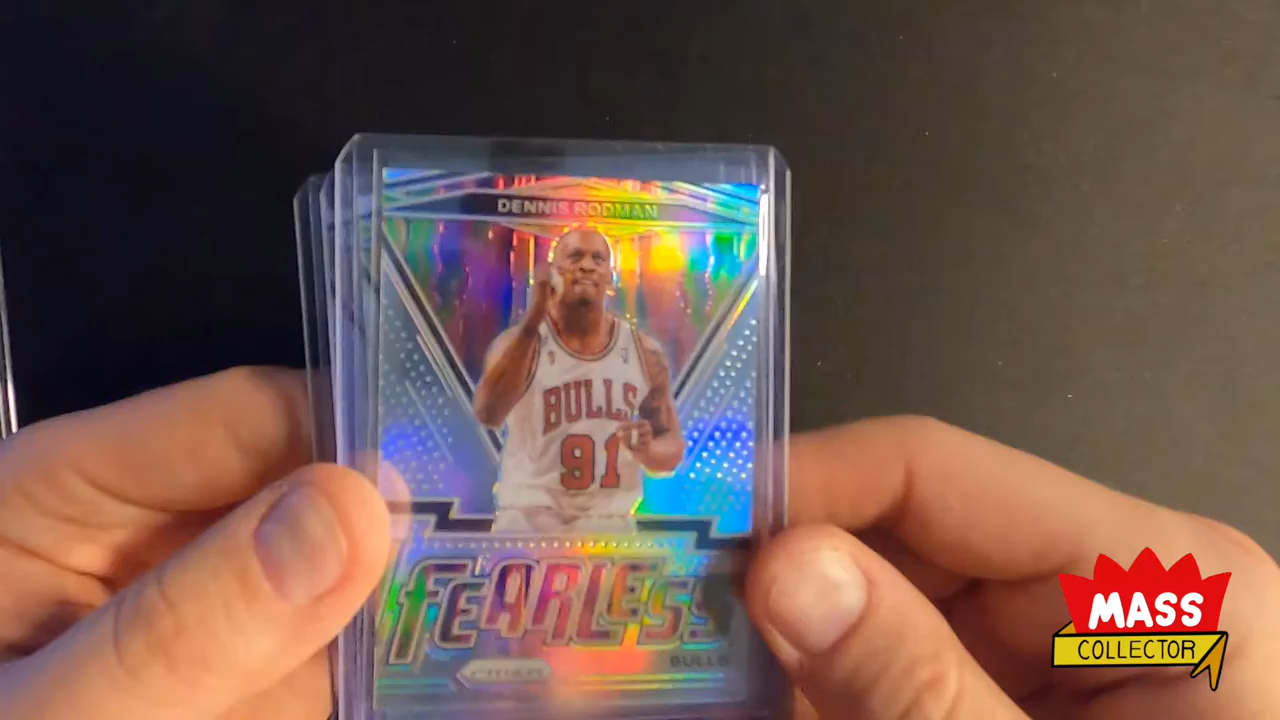 DENNIS RODMAN
BULLS
91
FEARLESS
BULLS
PRIZM
MASS
COLLECTOR